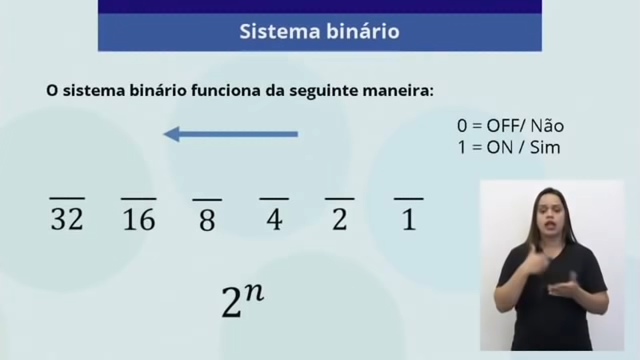 Sistema binário
O sistema binário funciona da seguinte maneira:
0 = OFF/ Não
1 = ON / Sim
32 16 8 4 2 1
2ⁿ